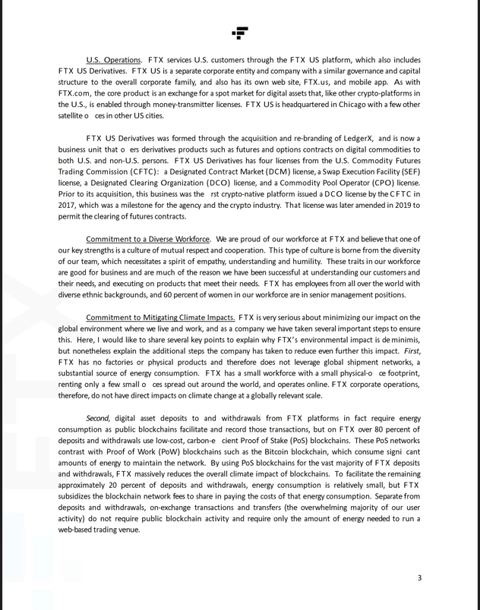 U.S. Operations. FTX services U.S. customers through the FTX US platform, which also includes
FTX US Derivatives. FTX US is a separate corporate entity and company with a similar governance and capital
structure to the overall corporate family, and also has its own web site, FTX.us, and mobile app. As with
FTX.com, the core product is an exchange for a spot market for digital assets that, like other crypto-platforms in
the U.S., is enabled through money-transmitter licenses. FTX US is headquartered in Chicago with a few other
satellite o ces in other US cities.
FTX US Derivatives was formed through the acquisition and re-branding of LedgerX, and is now a
business unit that o ers derivatives products such as futures and options contracts on digital commodities to
both U.S. and non-U.S. persons. FTX US Derivatives has four licenses from the U.S. Commodity Futures
Trading Commission (CFTC): a Designated Contract Market (DCM) license, a Swap Execution Facility (SEF)
license, a Designated Clearing Organization (DCO) license, and a Commodity Pool Operator (CPO) license.
Prior to its acquisition, this business was the rst crypto-native platform issued a DCO license by the CFTC in
2017, which was a milestone for the agency and the crypto industry. That license was later amended in 2019 to
permit the clearing of futures contracts.
Commitment to a Diverse Workforce. We are proud of our workforce at FTX and believe that one of
our key strengths is a culture of mutual respect and cooperation. This type of culture is borne from the diversity
of our team, which necessitates a spirit of empathy, understanding and humility. These traits in our workforce
are good for business and are much of the reason we have been successful at understanding our customers and
their needs, and executing on products that meet their needs. FTX has employees from all over the world with
diverse ethnic backgrounds, and 60 percent of women in our workforce are in senior management positions.
Commitment to Mitigating Climate Impacts. FTX is very serious about minimizing our impact on the
global environment where we live and work, and as a company we have taken several important steps to ensure
this. Here, I would like to share several key points to explain why FTX's environmental impact is de minimis,
but nonetheless explain the additional steps the company has taken to reduce even further this impact. First,
FTX has no factories or physical products and therefore does not leverage global shipment networks, a
substantial source of energy consumption. FTX has a small workforce with a small physical-o ce footprint,
renting only a few small o ces spread out around the world, and operates online. FTX corporate operations,
therefore, do not have direct impacts on climate change at a globally relevant scale.
Second, digital asset deposits to and withdrawals from FTX platforms in fact require energy
consumption as public blockchains facilitate and record those transactions, but on FTX over 80 percent of
deposits and withdrawals use low-cost, carbon-e cient Proof of Stake (PoS) blockchains. These PoS networks
contrast with Proof of Work (PoW) blockchains such as the Bitcoin blockchain, which consume signi cant
amounts of energy to maintain the network. By using PoS blockchains for the vast majority of FTX deposits
and withdrawals, FTX massively reduces the overall climate impact of blockchains. To facilitate the remaining
approximately 20 percent of deposits and withdrawals, energy consumption is relatively small, but FTX
subsidizes the blockchain network fees to share in paying the costs of that energy consumption. Separate from
deposits and withdrawals, on-exchange transactions and transfers (the overwhelming majority of our user
activity) do not require public blockchain activity and require only the amount of energy needed to run a
web-based trading venue.
3